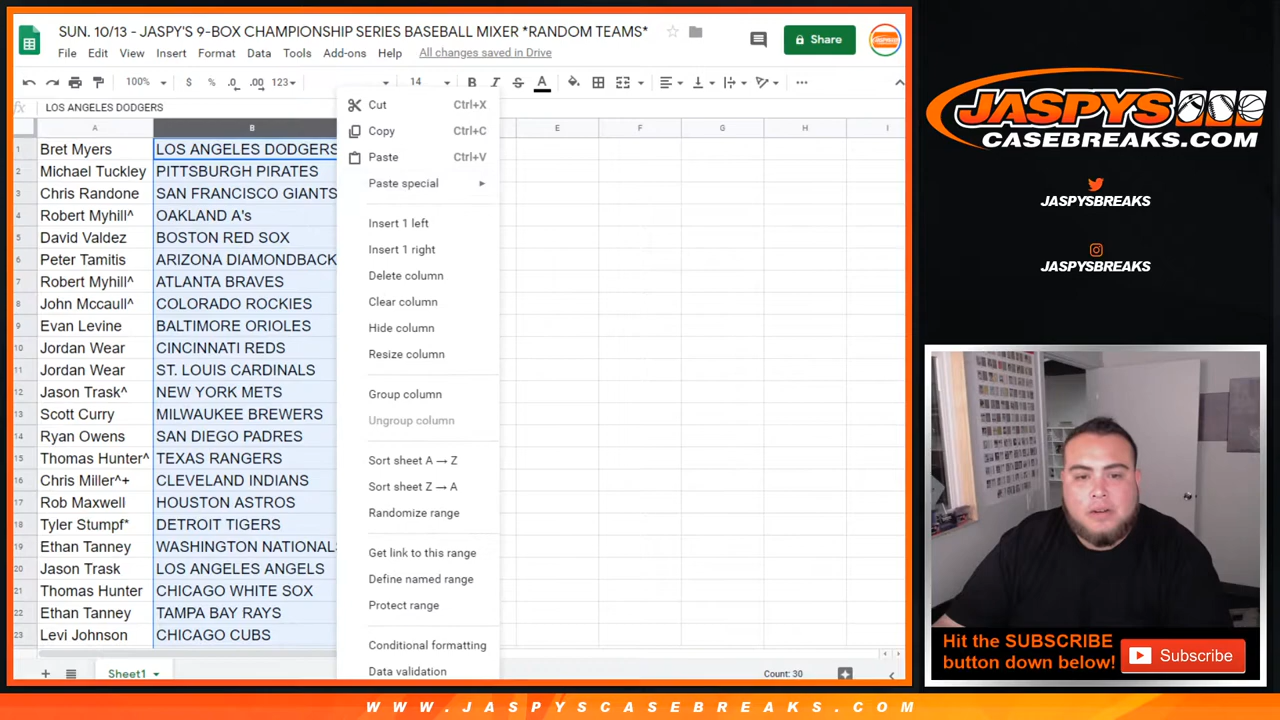 SUN. 10/13 - JASPY'S 9-BOX CHAMPIONSHIP SERIES BASEBALL MIXER *RANDOM TEAMS*
File Edit View Insert Format Data Tools Add-ons Help All changes saved in Drive
Share
100% $ % .0 .00 123 14 B I S A
fx LOS ANGELES DODGERS
A B E F G H I
1 Bret Myers LOS ANGELES DODGERS
2 Michael Tuckley PITTSBURGH PIRATES
3 Chris Randone SAN FRANCISCO GIANTS
4 Robert Myhill^ OAKLAND A's
5 David Valdez BOSTON RED SOX
6 Peter Tamitis ARIZONA DIAMONDBACK
7 Robert Myhill^ ATLANTA BRAVES
8 John Mccaull^ COLORADO ROCKIES
9 Evan Levine BALTIMORE ORIOLES
10 Jordan Wear CINCINNATI REDS
11 Jordan Wear ST. LOUIS CARDINALS
12 Jason Trask^ NEW YORK METS
13 Scott Curry MILWAUKEE BREWERS
14 Ryan Owens SAN DIEGO PADRES
15 Thomas Hunter^ TEXAS RANGERS
16 Chris Miller^+ CLEVELAND INDIANS
17 Rob Maxwell HOUSTON ASTROS
18 Tyler Stumpf* DETROIT TIGERS
19 Ethan Tanney WASHINGTON NATIONALS
20 Jason Trask LOS ANGELES ANGELS
21 Thomas Hunter CHICAGO WHITE SOX
22 Ethan Tanney TAMPA BAY RAYS
23 Levi Johnson CHICAGO CUBS
Cut Ctrl+X
Copy Ctrl+C
Paste Ctrl+V
Paste special
Insert 1 left
Insert 1 right
Delete column
Clear column
Hide column
Resize column
Group column
Ungroup column
Sort sheet A → Z
Sort sheet Z → A
Randomize range
Get link to this range
Define named range
Protect range
Conditional formatting
Data validation
Sheet1
Count: 30
JASPYS
CASEBREAKS.COM
JASPYSBREAKS
JASPYSBREAKS
Hit the SUBSCRIBE
button down below!
Subscribe
WWW.JASPYSCASEBREAKS.COM